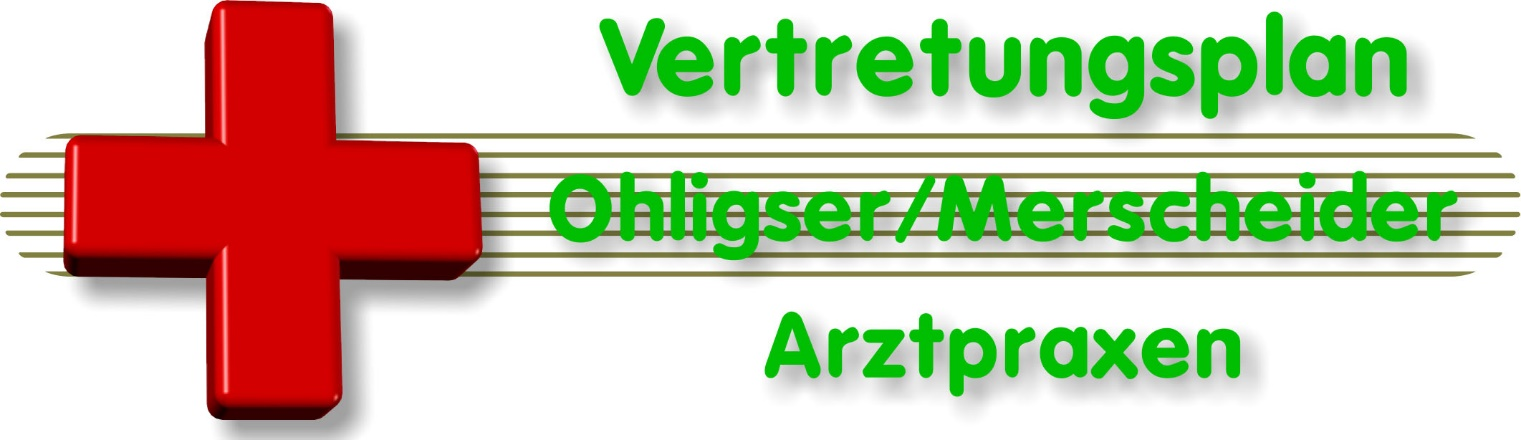 Vertretungsplan
Ohligser/Merscheider
Arztpraxen